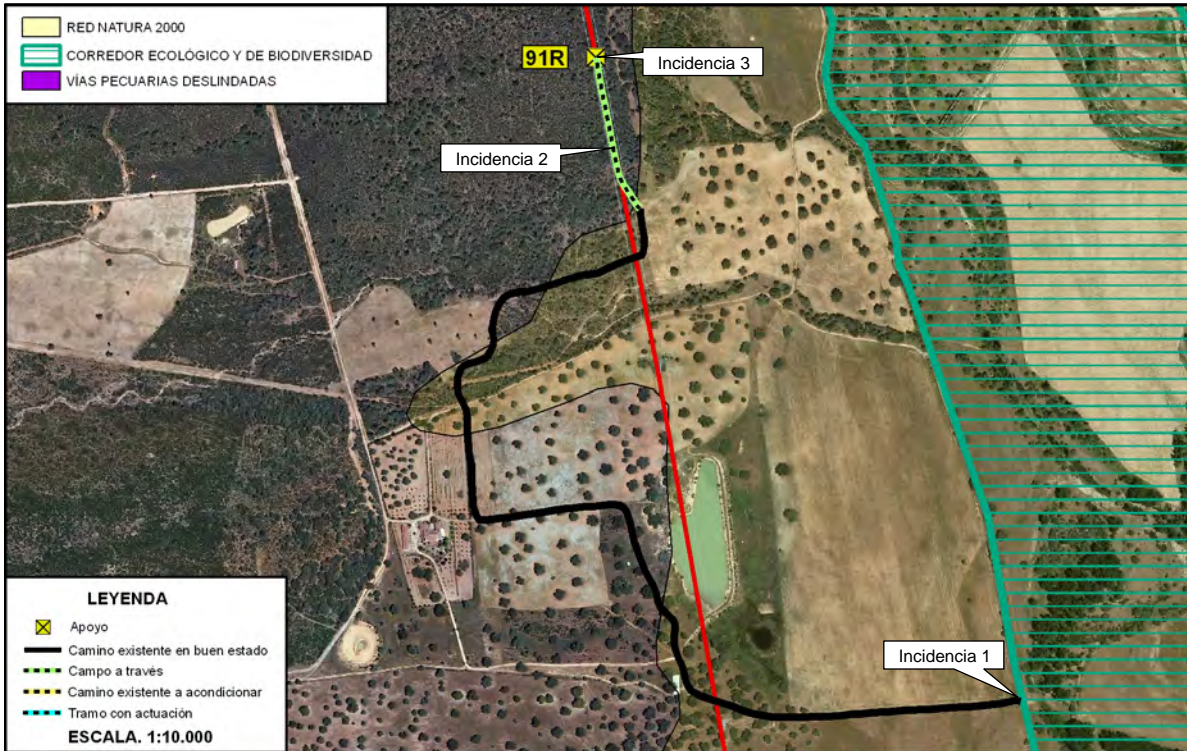 RED NATURA 2000
CORREDOR ECOLÓGICO Y DE BIODIVERSIDAD
VÍAS PECUARIAS DESLINDADAS
91R
Incidencia 3
Incidencia 2
Incidencia 1
LEYENDA
Apoyo
Camino existente en buen estado
Campo a través
Camino existente a acondicionar
Tramo con actuación
ESCALA. 1:10.000